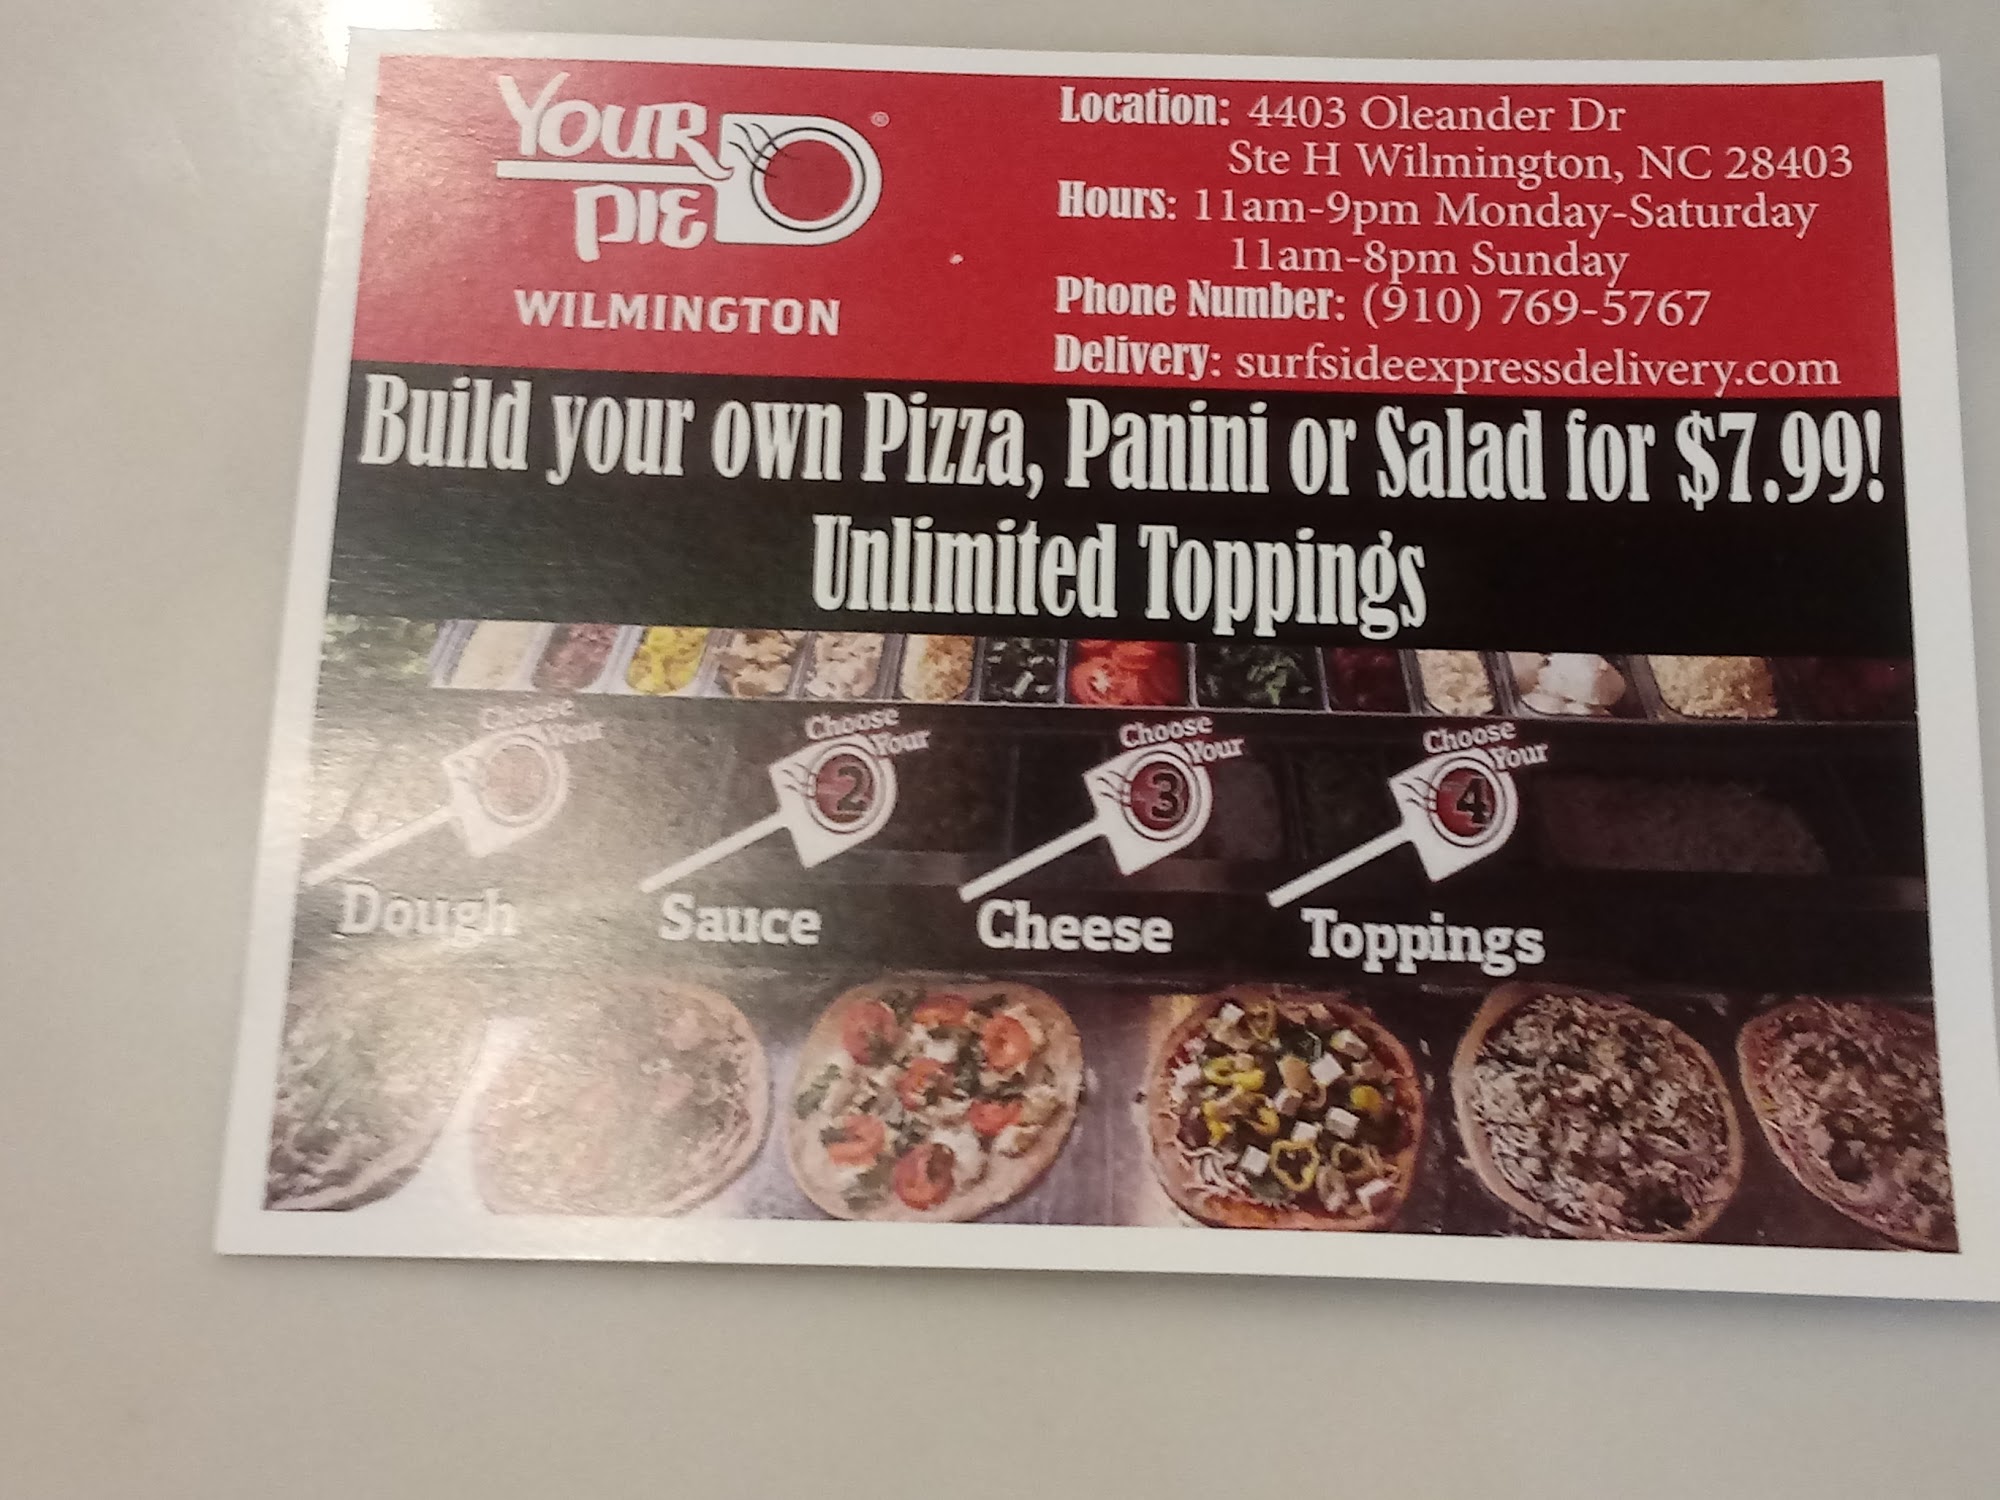 YOUR
PIE
®
WILMINGTON
Location: 4403 Oleander Dr
Ste H Wilmington, NC 28403
Hours: 11am-9pm Monday-Saturday
11am-8pm Sunday
Phone Number: (910) 769-5767
Delivery: surfsideexpressdelivery.com
Build your own Pizza, Panini or Salad for $7.99!
Unlimited Toppings
Choose
Your
Dough
Choose
Your
2
Sauce
Choose
Your
3
Cheese
Choose
Your
4
Toppings